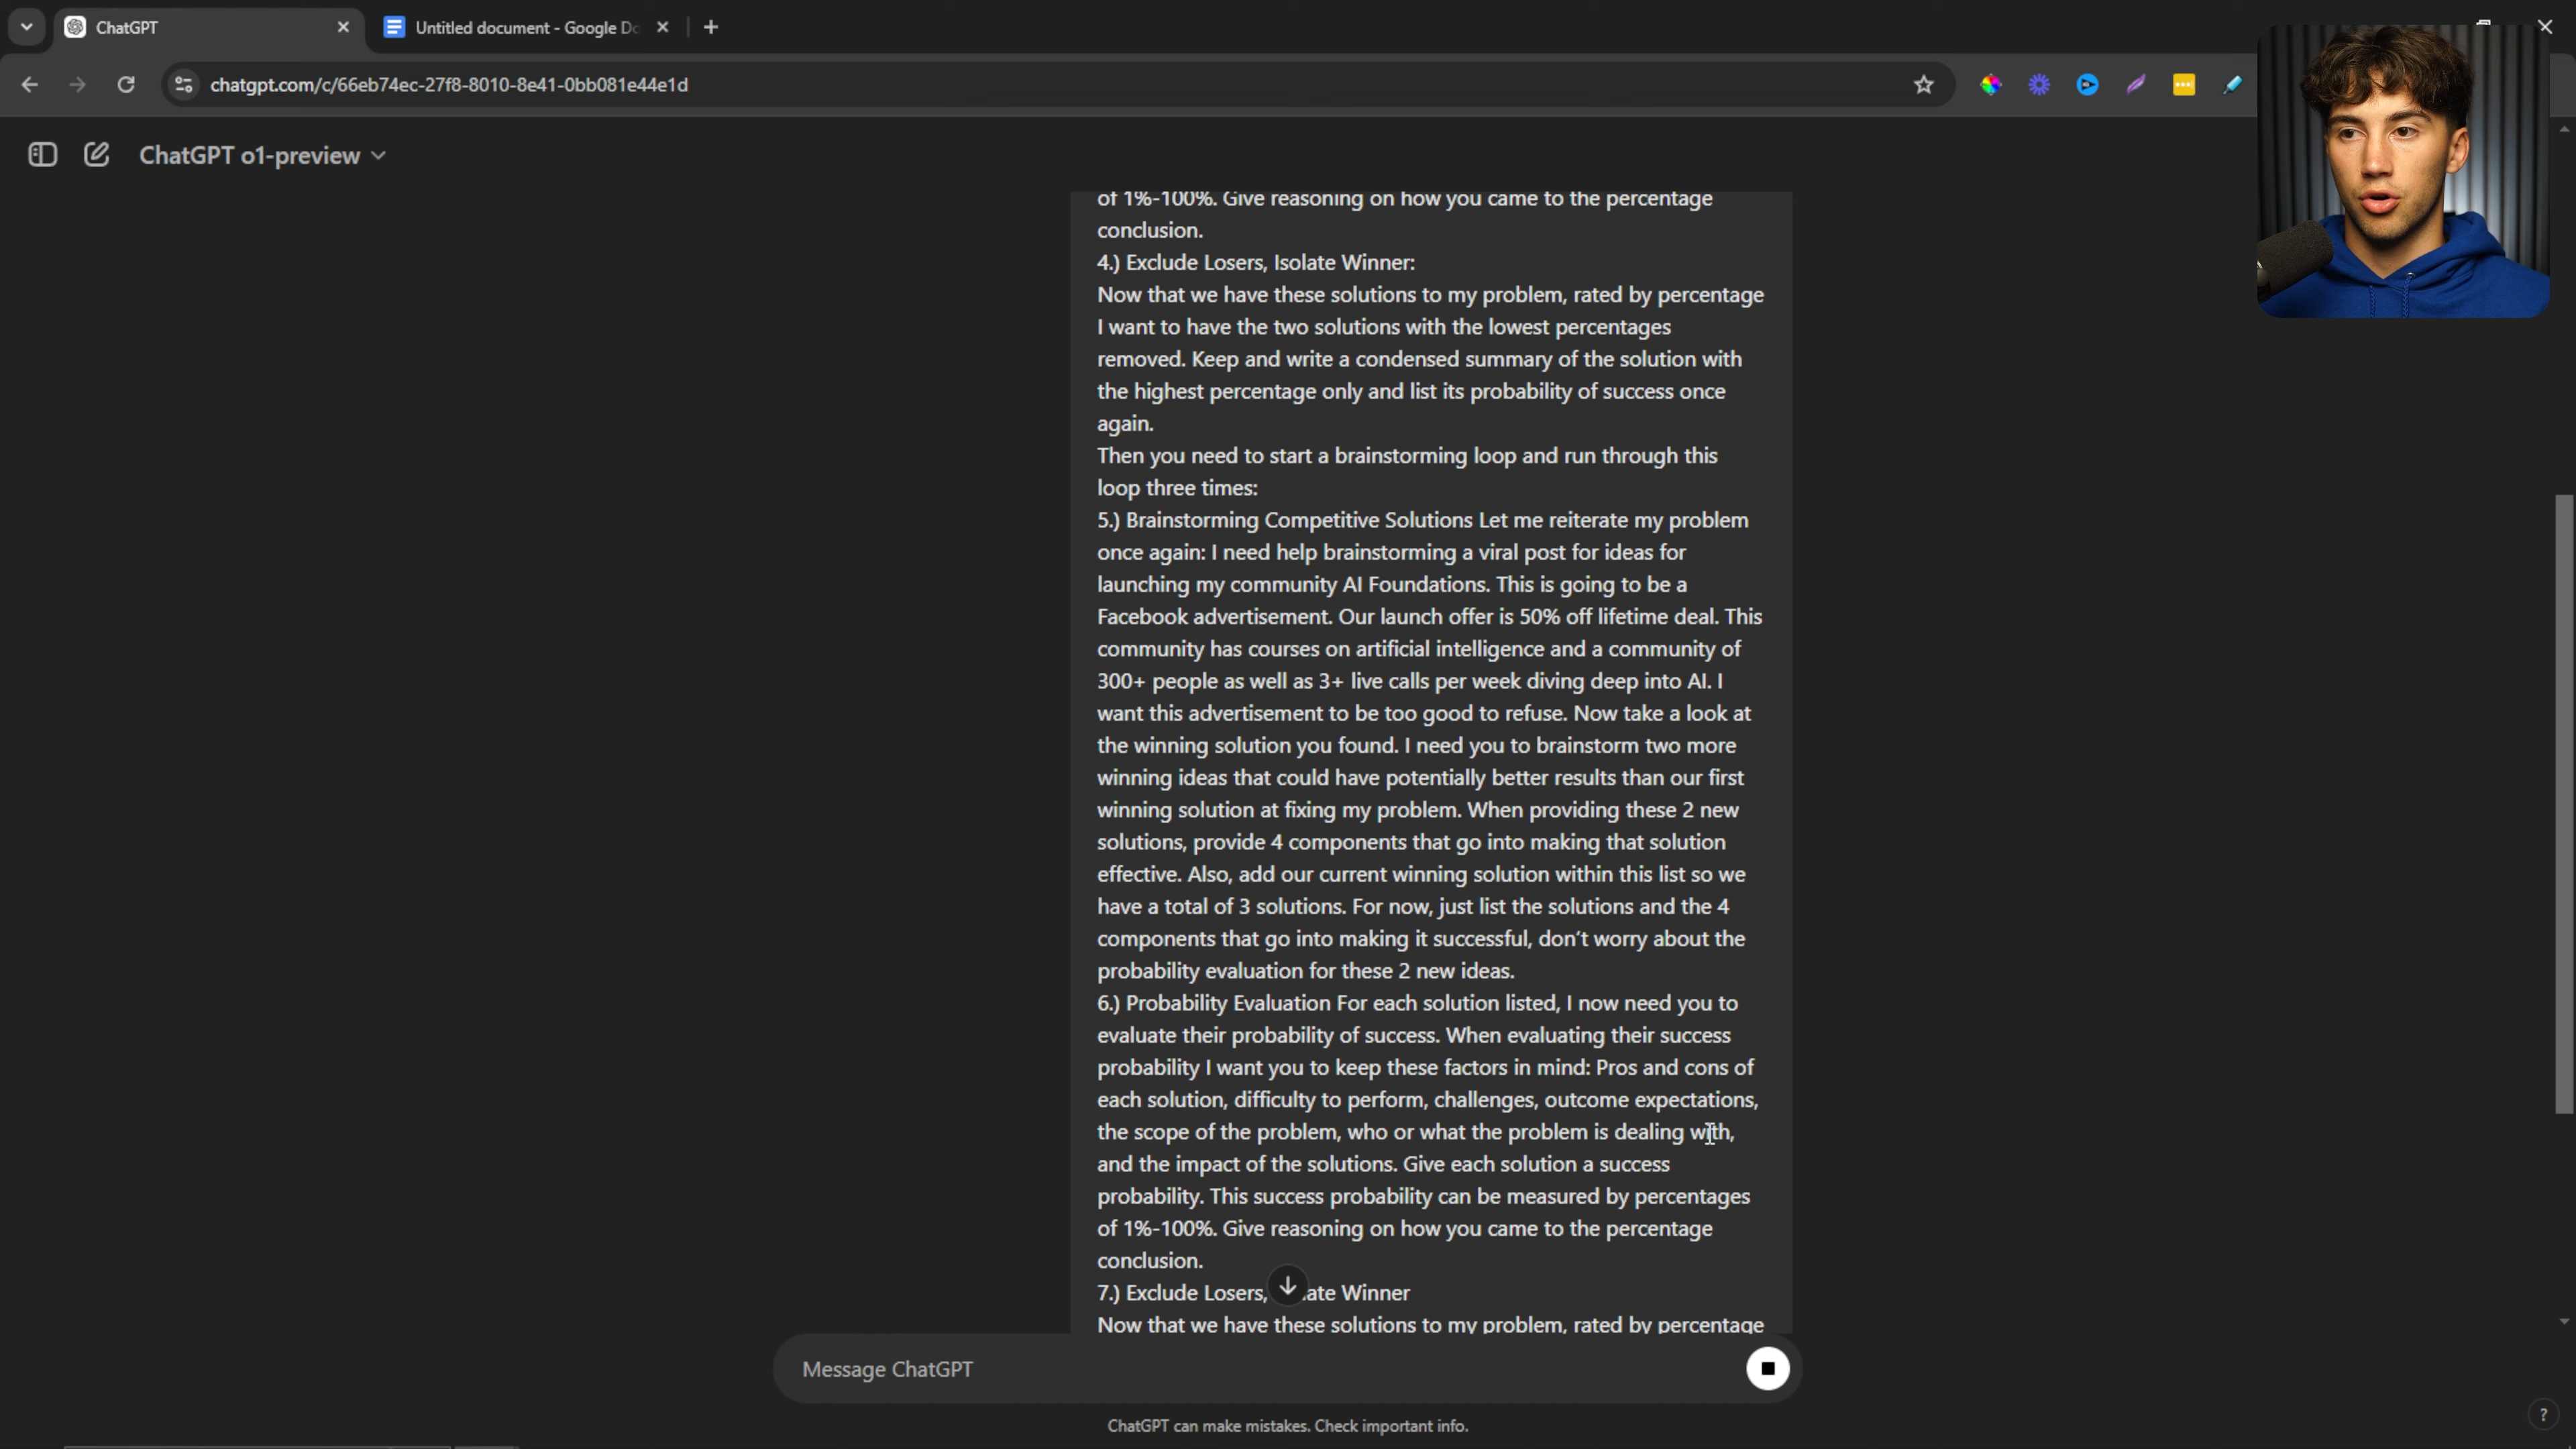 ChatGPT
Untitled document - Google Do
chatgpt.com/c/66eb74ec-27f8-8010-8e41-0bb081e44e1d
ChatGPT o1-preview
of 1%-100%. Give reasoning on how you came to the percentage
conclusion.
4.) Exclude Losers, Isolate Winner:
Now that we have these solutions to my problem, rated by percentage
I want to have the two solutions with the lowest percentages
removed. Keep and write a condensed summary of the solution with
the highest percentage only and list its probability of success once
again.
Then you need to start a brainstorming loop and run through this
loop three times:
5.) Brainstorming Competitive Solutions Let me reiterate my problem
once again: I need help brainstorming a viral post for ideas for
launching my community AI Foundations. This is going to be a
Facebook advertisement. Our launch offer is 50% off lifetime deal. This
community has courses on artificial intelligence and a community of
300+ people as well as 3+ live calls per week diving deep into AI. I
want this advertisement to be too good to refuse. Now take a look at
the winning solution you found. I need you to brainstorm two more
winning ideas that could have potentially better results than our first
winning solution at fixing my problem. When providing these 2 new
solutions, provide 4 components that go into making that solution
effective. Also, add our current winning solution within this list so we
have a total of 3 solutions. For now, just list the solutions and the 4
components that go into making it successful, don't worry about the
probability evaluation for these 2 new ideas.
6.) Probability Evaluation For each solution listed, I now need you to
evaluate their probability of success. When evaluating their success
probability I want you to keep these factors in mind: Pros and cons of
each solution, difficulty to perform, challenges, outcome expectations,
the scope of the problem, who or what the problem is dealing with,
and the impact of the solutions. Give each solution a success
probability. This success probability can be measured by percentages
of 1%-100%. Give reasoning on how you came to the percentage
conclusion.
7.) Exclude Losers, ate Winner
Now that we have these solutions to my problem, rated by percentage
Message ChatGPT
ChatGPT can make mistakes. Check important info.
?